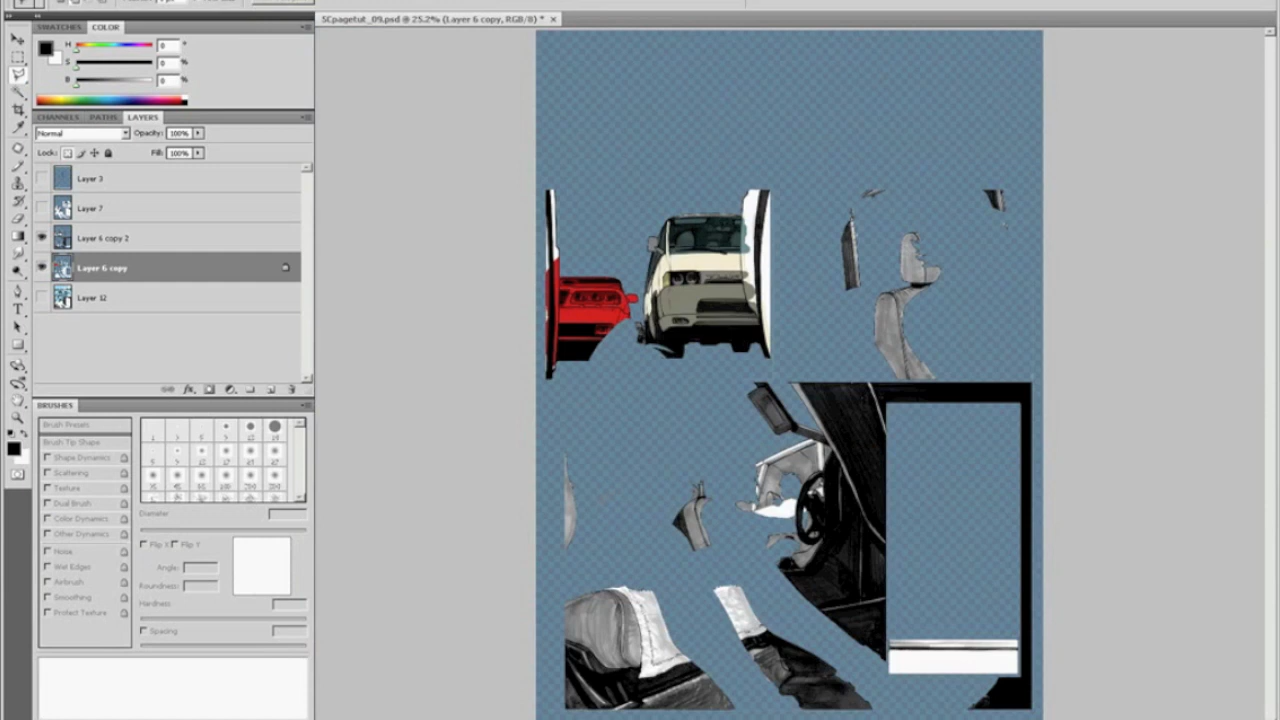 SCpagetut_09.psd @ 25.2% (Layer 6 copy, RGB/8) *
SWATCHES COLOR
H 0 °
S 0 %
B 0 %
CHANNELS PATHS LAYERS
Normal Opacity: 100%
Lock: Fill: 100%
Layer 3
Layer 7
Layer 6 copy 2
Layer 6 copy
Layer 12
BRUSHES
Brush Presets
Brush Tip Shape
Shape Dynamics
Scattering
Texture
Dual Brush
Color Dynamics
Other Dynamics
Noise
Wet Edges
Airbrush
Smoothing
Protect Texture
Diameter
Flip X Flip Y
Angle:
Roundness:
Hardness:
Spacing